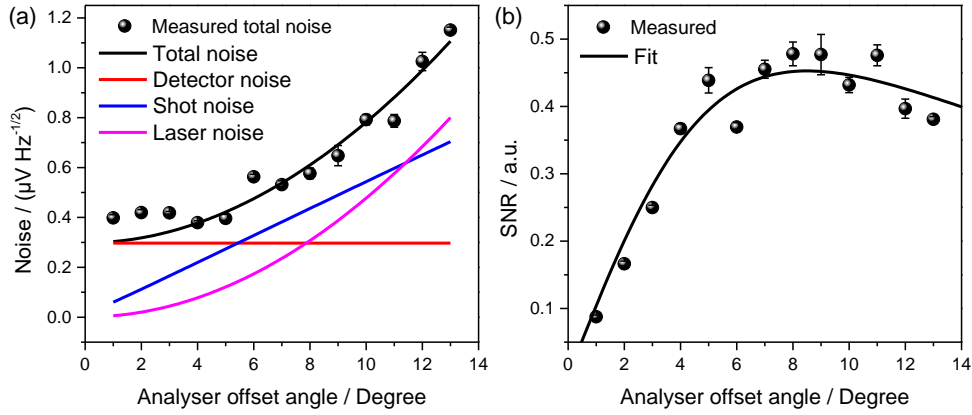 (a)
Measured total noise
Total noise
Detector noise
Shot noise
Laser noise
Noise / (μV Hz⁻¹/²)
1.2
1.0
0.8
0.6
0.4
0.2
0.0
0 2 4 6 8 10 12 14
Analyser offset angle / Degree
(b)
Measured
Fit
SNR / a.u.
0.5
0.4
0.3
0.2
0.1
0 2 4 6 8 10 12 14
Analyser offset angle / Degree